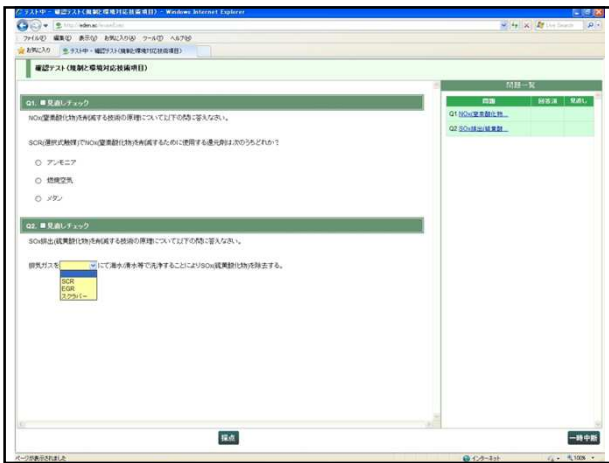 テスト中 - 確認テスト(規制と環境対応技術項目) - Windows Internet Explorer
Live Search
ファイル(F) 編集(E) 表示(V) お気に入り(A) ツール(T) ヘルプ(H)
お気に入り テスト中 - 確認テスト(規制と環境対応技術項目)
確認テスト(規制と環境対応技術項目)
Q1. ■見直しチェック
NOx(窒素酸化物)を削減する技術の原理について以下の問に答えなさい。
SCR(選択式触媒)でNOx(窒素酸化物)を削減するために使用する還元剤は次のうちどれか?
アンモニア
燃焼空気
メタン
Q2. ■見直しチェック
SOx排出(硫黄酸化物)を削減する技術の原理について以下の問に答えなさい。
排気ガスを にて海水/清水等で洗浄することによりSOx(硫黄酸化物)を除去する。
SCR
EGR
スクラバー
問題一覧
問題 回答済 見直し
Q1.NOx(窒素酸化物...
Q2.SOx排出(硫黄酸...
採点
一時中断
ページが表示されました
インターネット
100%